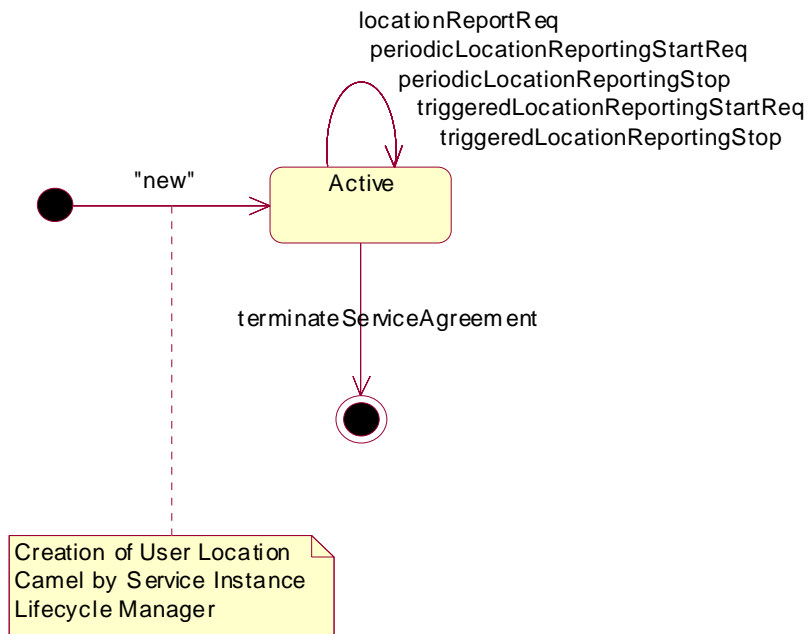 locationReportReq
periodicLocationReportingStartReq
periodicLocationReportingStop
triggeredLocationReportingStartReq
triggeredLocationReportingStop
"new"
Active
terminateServiceAgreement
Creation of User Location
Camel by Service Instance
Lifecycle Manager